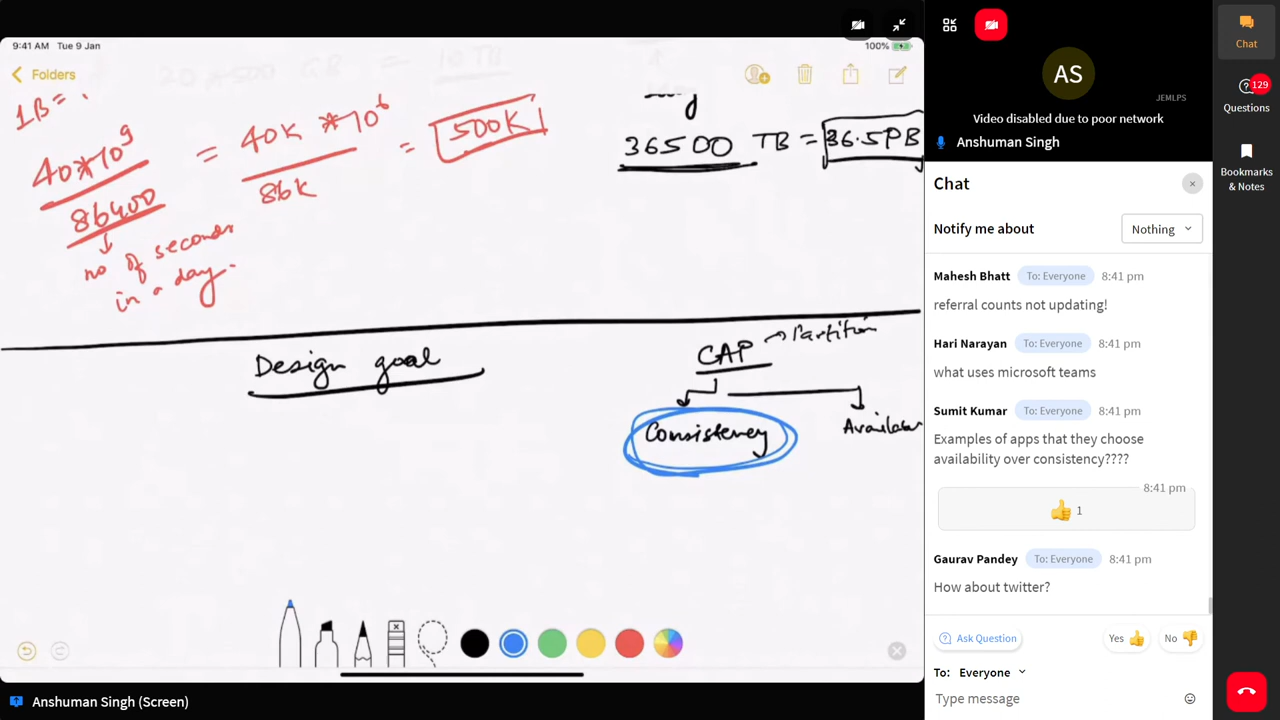 9:41 AM Tue 9 Jan
100%
Folders
20 * 500 GB = 10 TB
1B =
40*10^9 / 86400 = 40K * 10^6 / 86K = 500K
no of seconds
in a day.
36500 TB = 36.5PB
Design goal
CAP → Partition
Consistency
Anshuman Singh (Screen)
AS
JEMLPS
Video disabled due to poor network
Anshuman Singh
Chat
Notify me about
Nothing
Mahesh Bhatt To: Everyone 8:41 pm
referral counts not updating!
Hari Narayan To: Everyone 8:41 pm
what uses microsoft teams
Sumit Kumar To: Everyone 8:41 pm
Examples of apps that they choose
availability over consistency????
8:41 pm
👍 1
Gaurav Pandey To: Everyone 8:41 pm
How about twitter?
Ask Question
Yes 👍 No 👎
To: Everyone
Type message
Chat
129
Questions
Bookmarks
& Notes